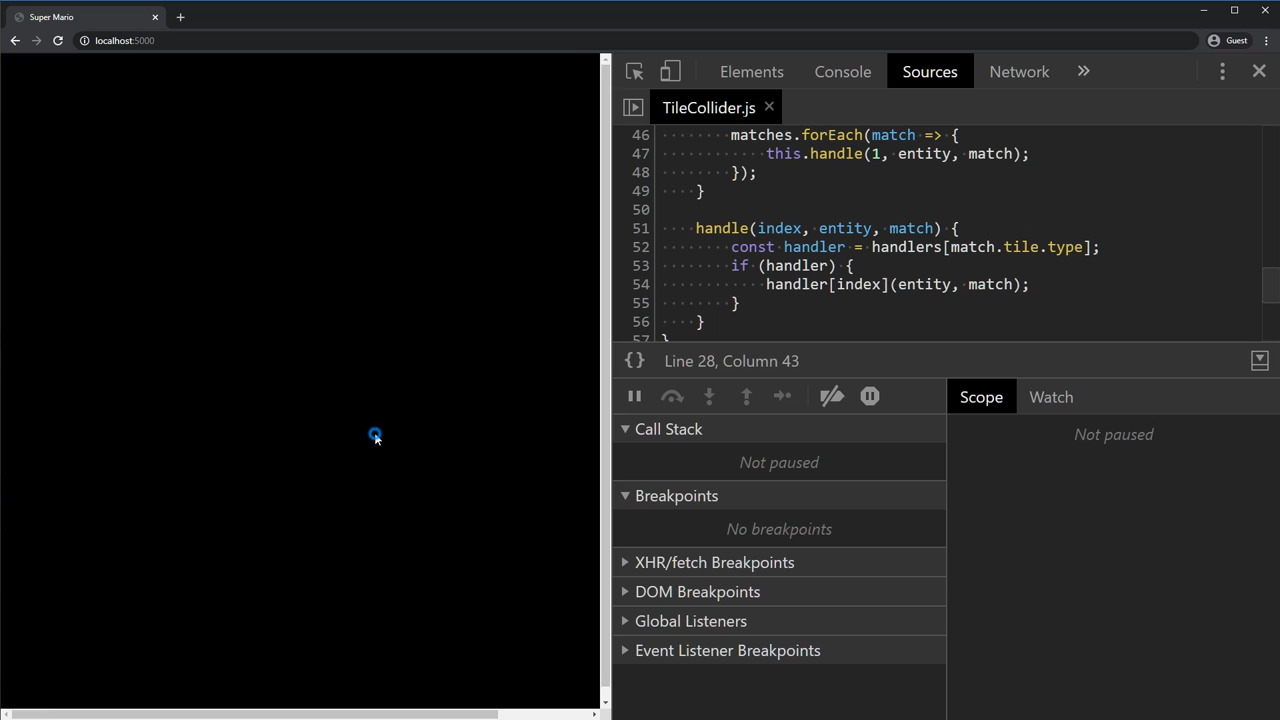 Super Mario
localhost:5000
Guest
Elements Console Sources Network
TileCollider.js
46 matches.forEach(match => {
47 this.handle(1, entity, match);
48 });
49 }
50
51 handle(index, entity, match) {
52 const handler = handlers[match.tile.type];
53 if (handler) {
54 handler[index](entity, match);
55 }
56 }
57 }
{} Line 28, Column 43
Scope Watch
Call Stack
Not paused
Not paused
Breakpoints
No breakpoints
XHR/fetch Breakpoints
DOM Breakpoints
Global Listeners
Event Listener Breakpoints